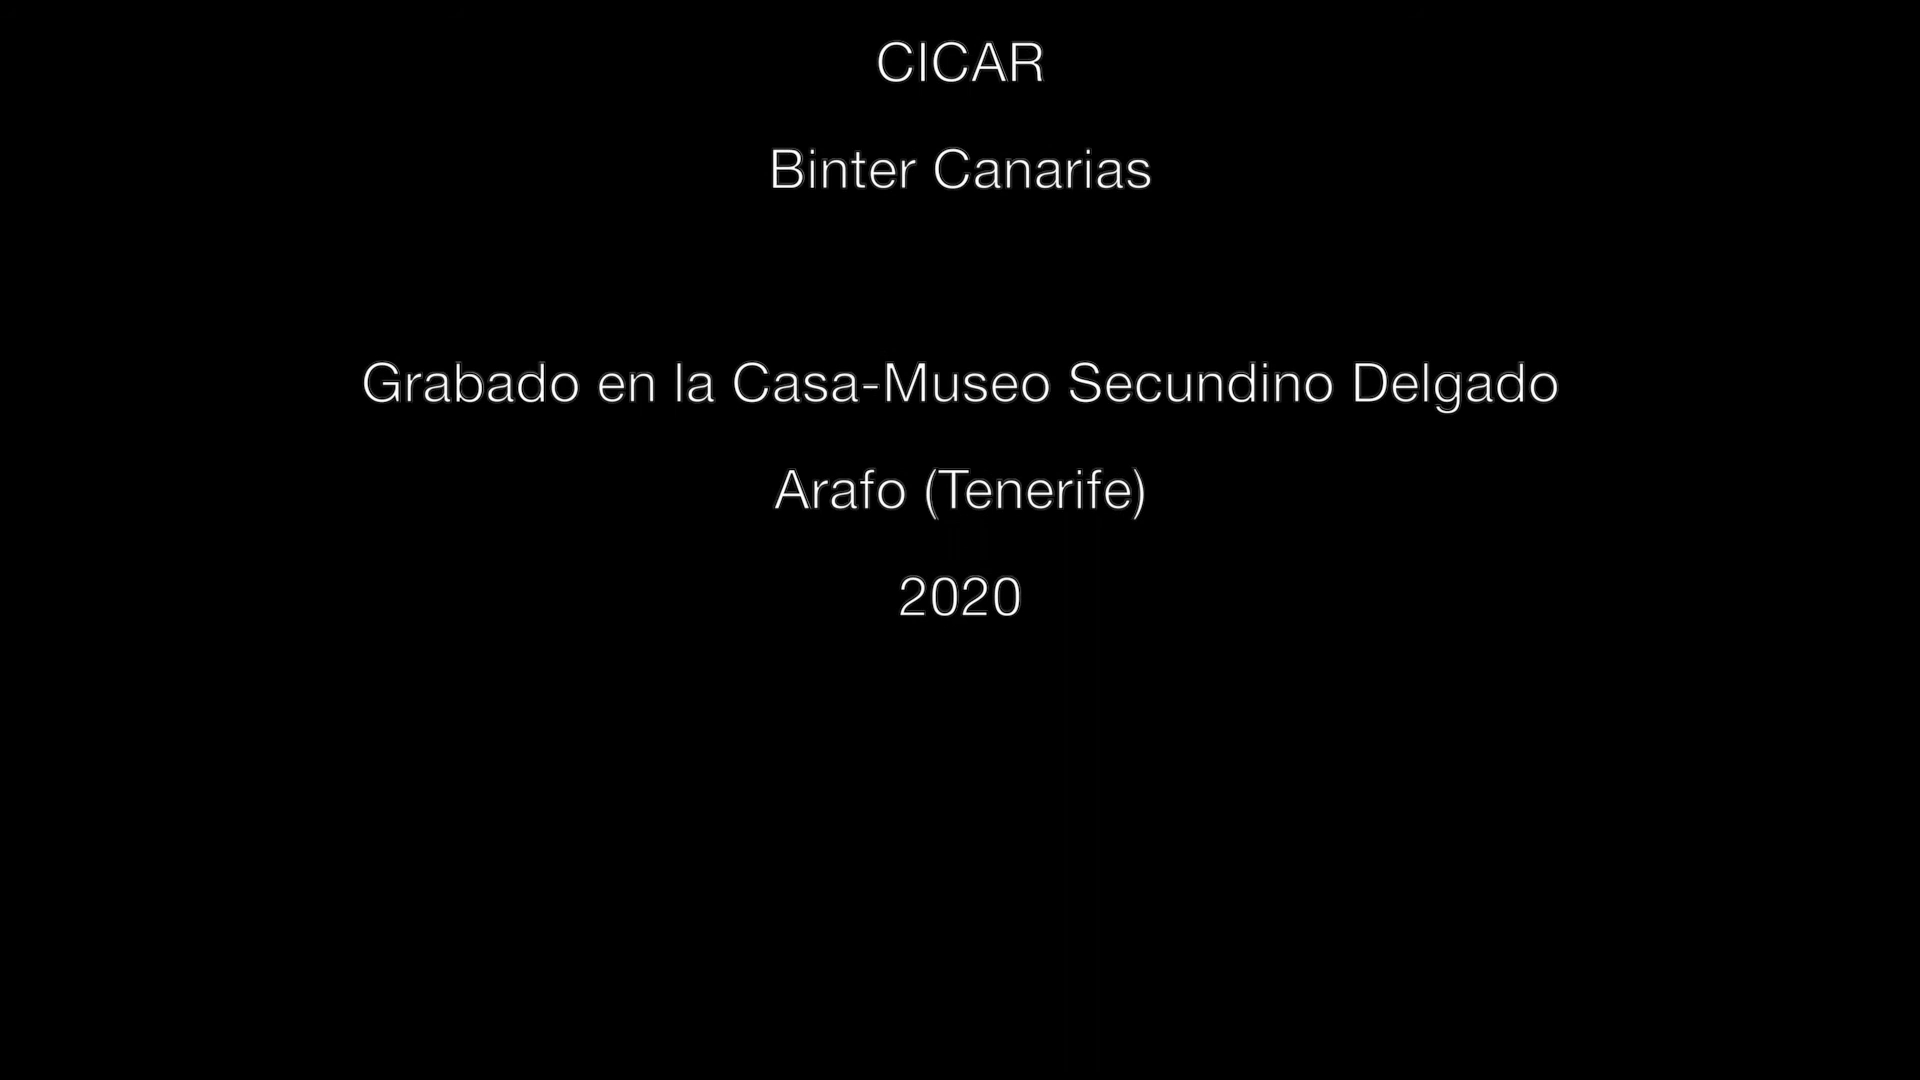 CICAR
Binter Canarias
Grabado en la Casa-Museo Secundino Delgado
Arafo (Tenerife)
2020